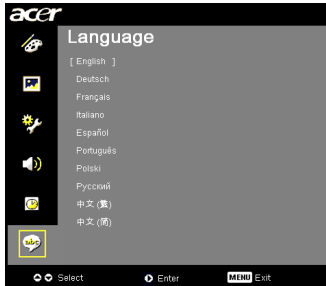 acer
Language
[ English ]
Deutsch
Français
Italiano
Español
Português
Polski
Русский
中文 (繁)
中文 (简)
abc
Select Enter MENU Exit